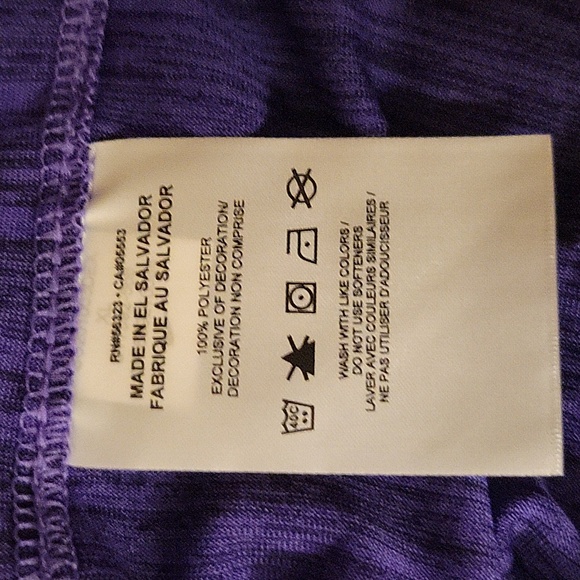 RN#56323 • CA#05553
MADE IN EL SALVADOR
FABRIQUE AU SALVADOR
100% POLYESTER
EXCLUSIVE OF DECORATION/
DECORATION NON COMPRISE
40C
WASH WITH LIKE COLORS /
DO NOT USE SOFTENERS
LAVER AVEC COULEURS SIMILAIRES /
NE PAS UTILISER D'ADOUCISSEUR